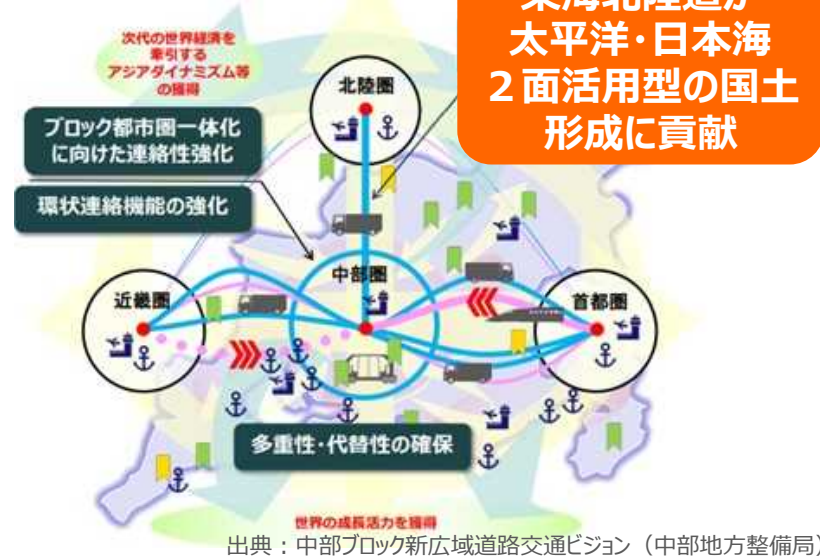 東海北陸道が
太平洋・日本海
２面活用型の国土
形成に貢献
次代の世界経済を
牽引する
アジアダイナミズム等
の獲得
北陸圏
ブロック都市圏一体化
に向けた連絡性強化
環状連絡機能の強化
中部圏
近畿圏
首都圏
多重性・代替性の確保
世界の成長活力を獲得
出典：中部ブロック新広域道路交通ビジョン（中部地方整備局）